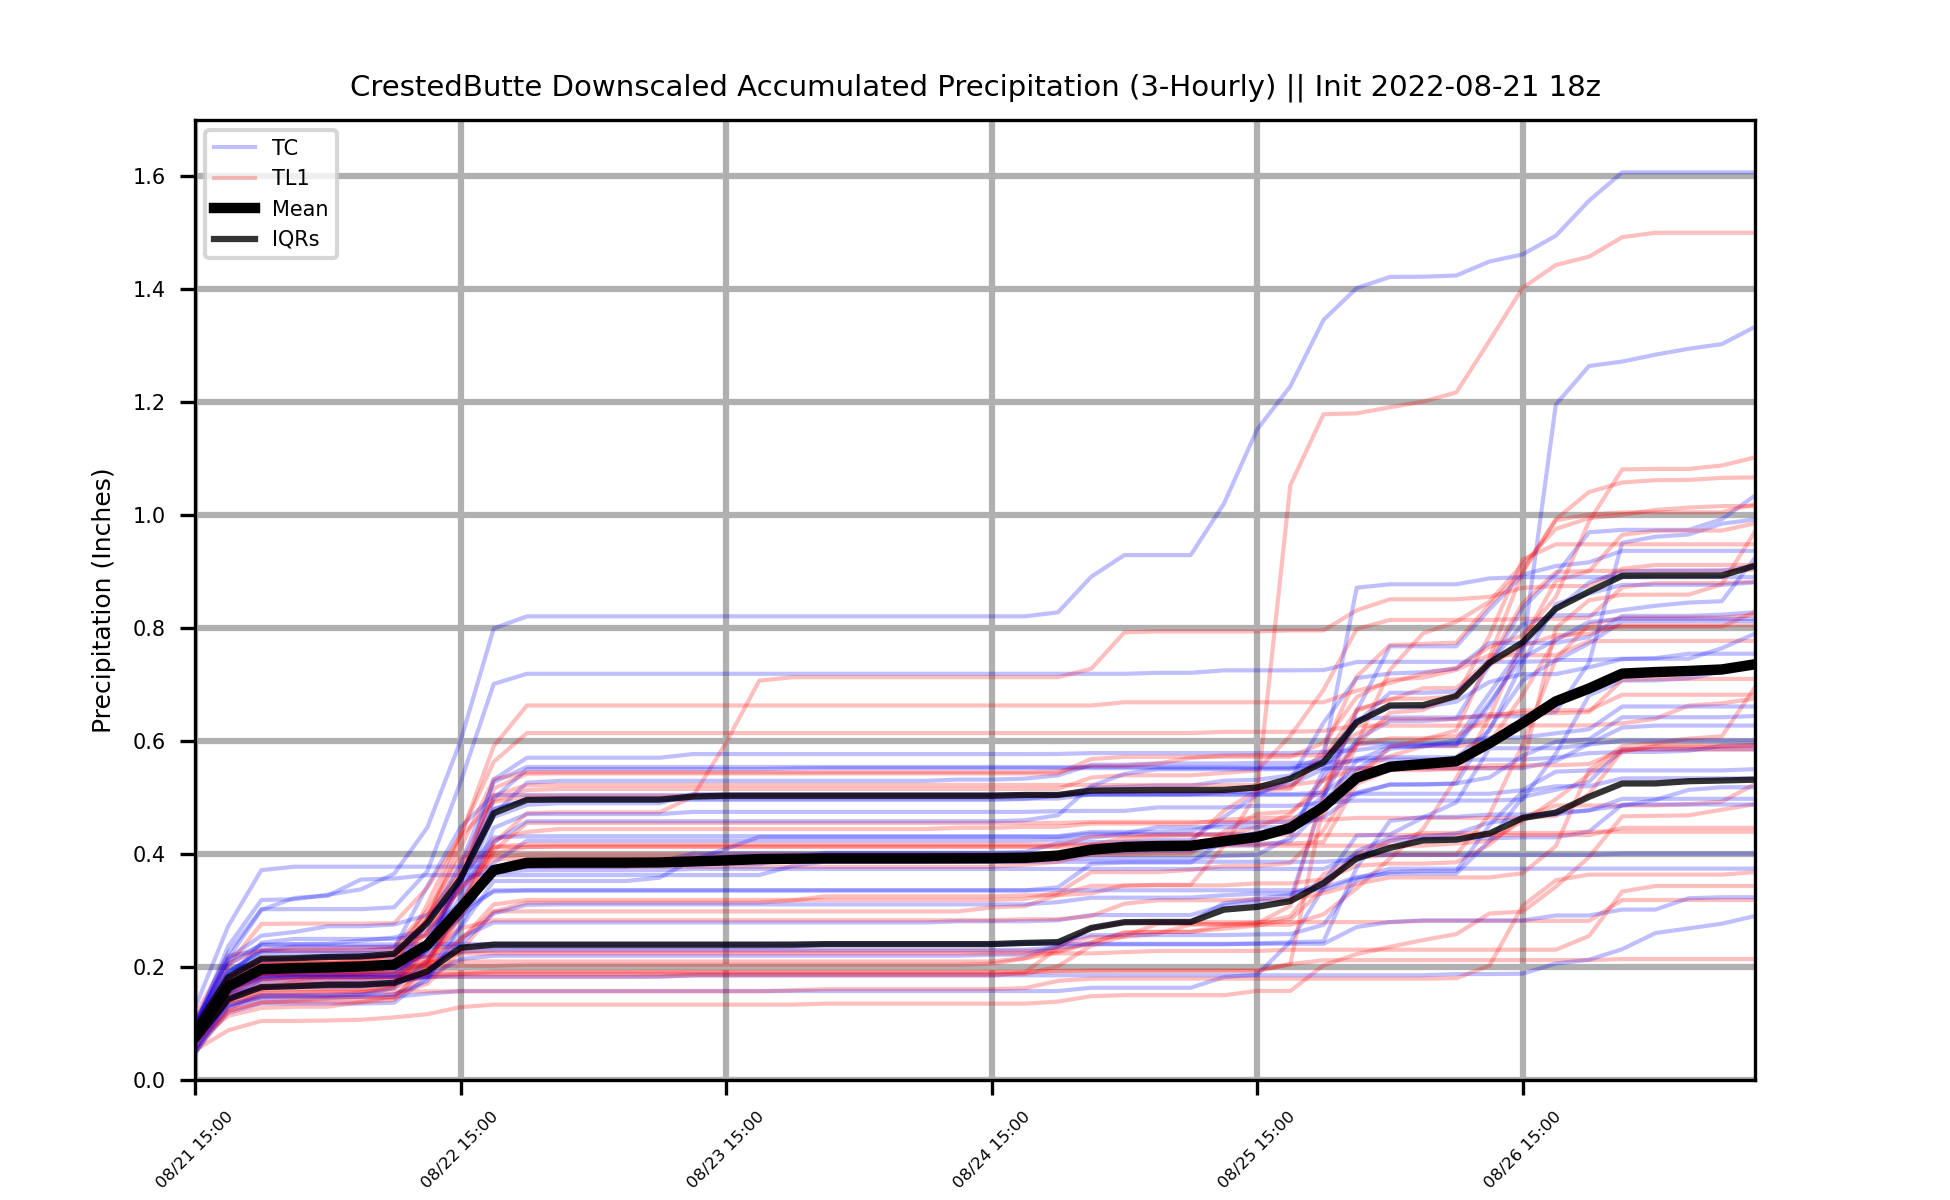 CrestedButte Downscaled Accumulated Precipitation (3-Hourly) || Init 2022-08-21 18z
TC
TL1
Mean
IQRs
Precipitation (Inches)
1.6
1.4
1.2
1.0
0.8
0.6
0.4
0.2
0.0
08/21 15:00
08/22 15:00
08/23 15:00
08/24 15:00
08/25 15:00
08/26 15:00